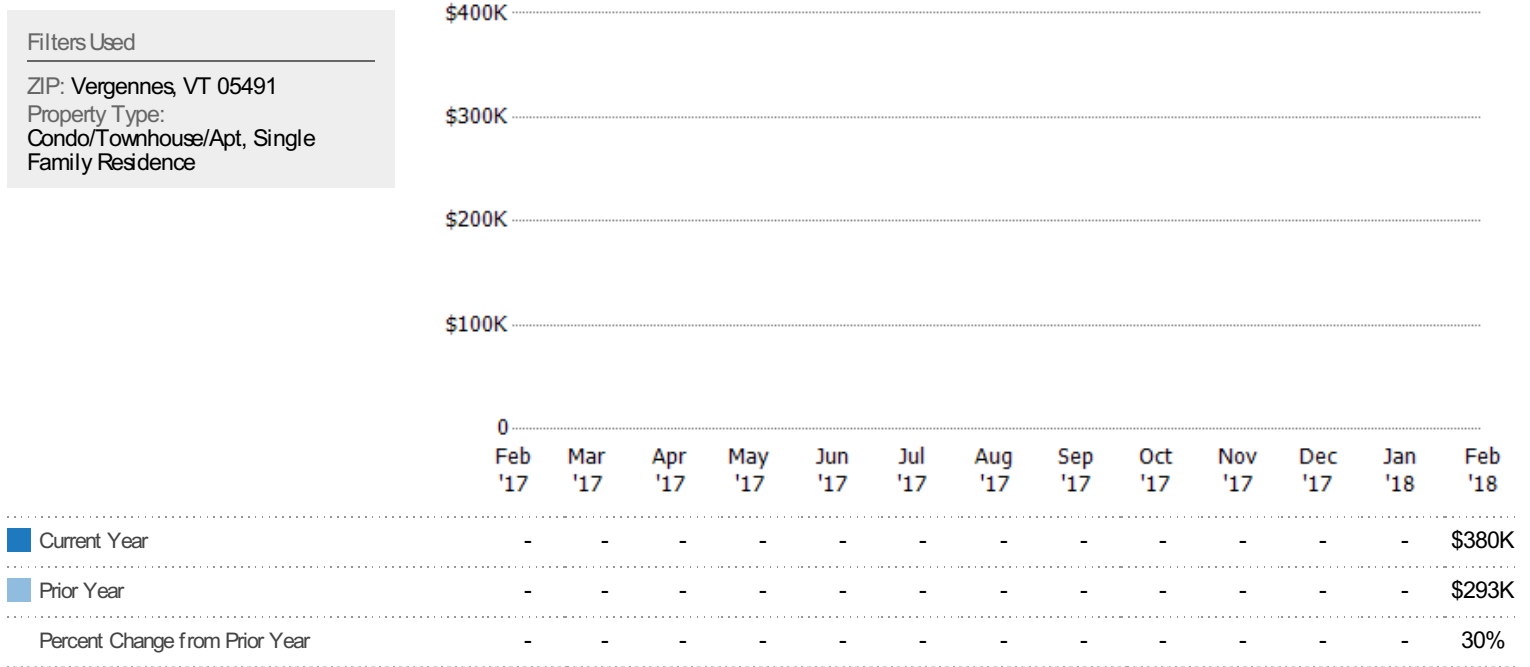 Filters Used
ZIP: Vergennes, VT 05491
Property Type:
Condo/Townhouse/Apt, Single
Family Residence
$400K
$300K
$200K
$100K
0
Feb Mar Apr May Jun Jul Aug Sep Oct Nov Dec Jan Feb
'17 '17 '17 '17 '17 '17 '17 '17 '17 '17 '17 '18 '18
Current Year - - - - - - - - - - - - $380K
Prior Year - - - - - - - - - - - - $293K
Percent Change from Prior Year - - - - - - - - - - - - 30%